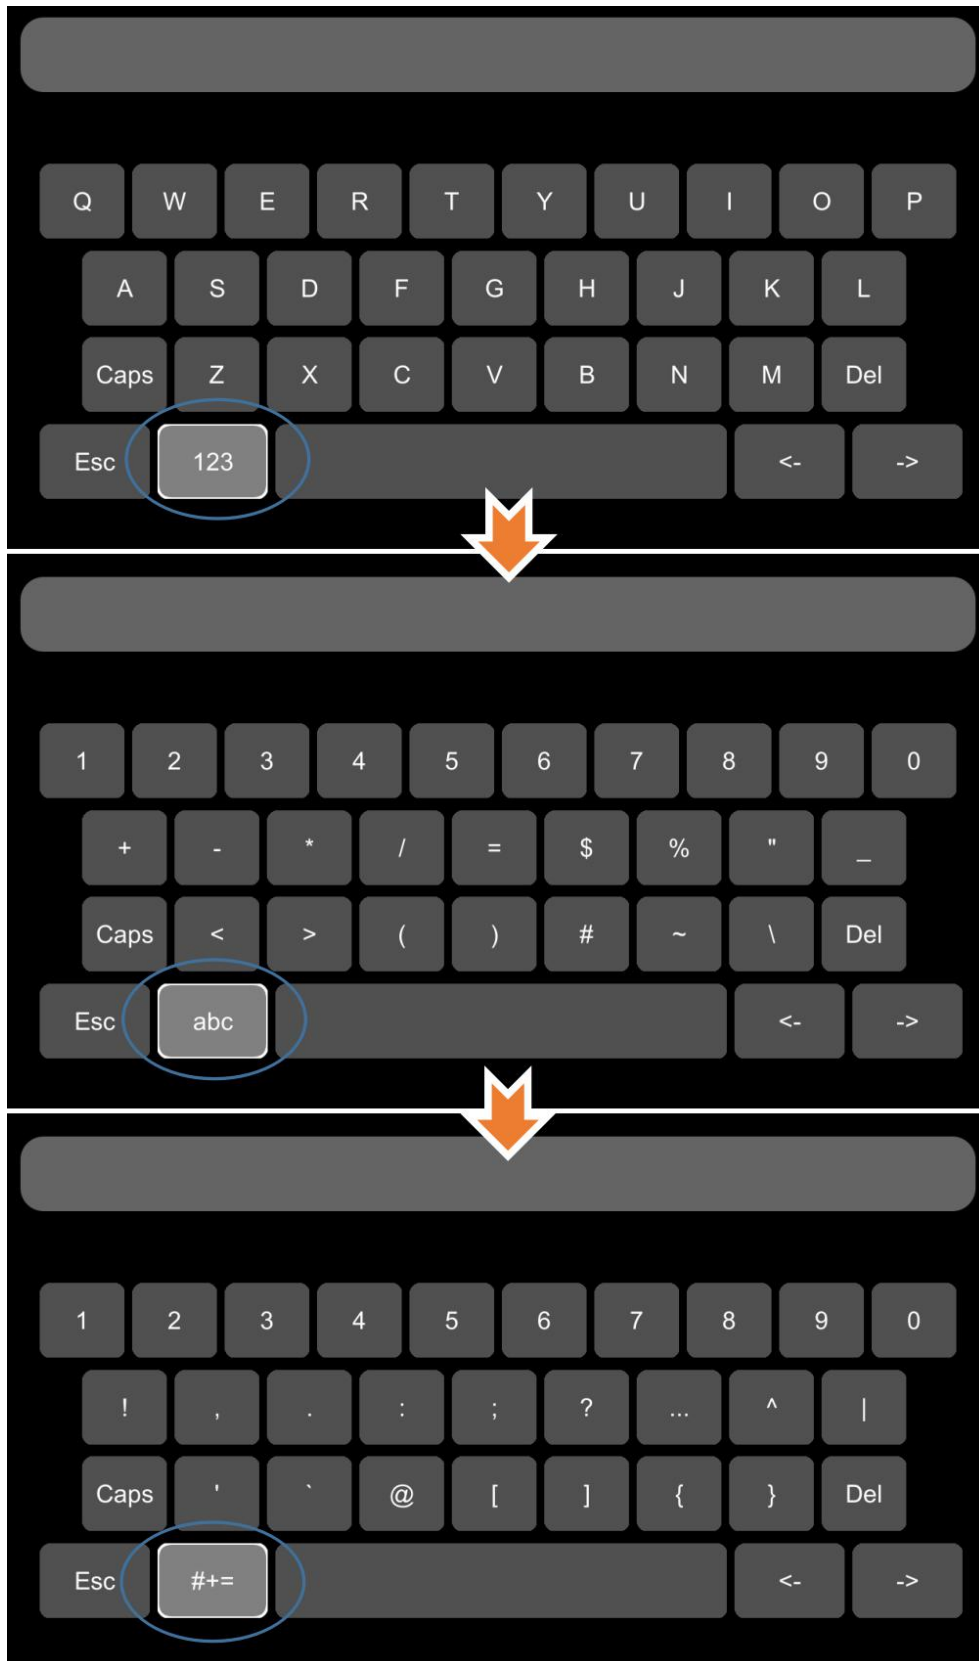 Q W E R T Y U I O P
A S D F G H J K L
Caps Z X C V B N M Del
Esc 123 <- ->
1 2 3 4 5 6 7 8 9 0
+ - * / = $ % " _
Caps < > ( ) # ~ \ Del
Esc abc <- ->
1 2 3 4 5 6 7 8 9 0
! , . : ; ? ... ^ |
Caps ' ` @ [ ] { } Del
Esc #+= <- ->